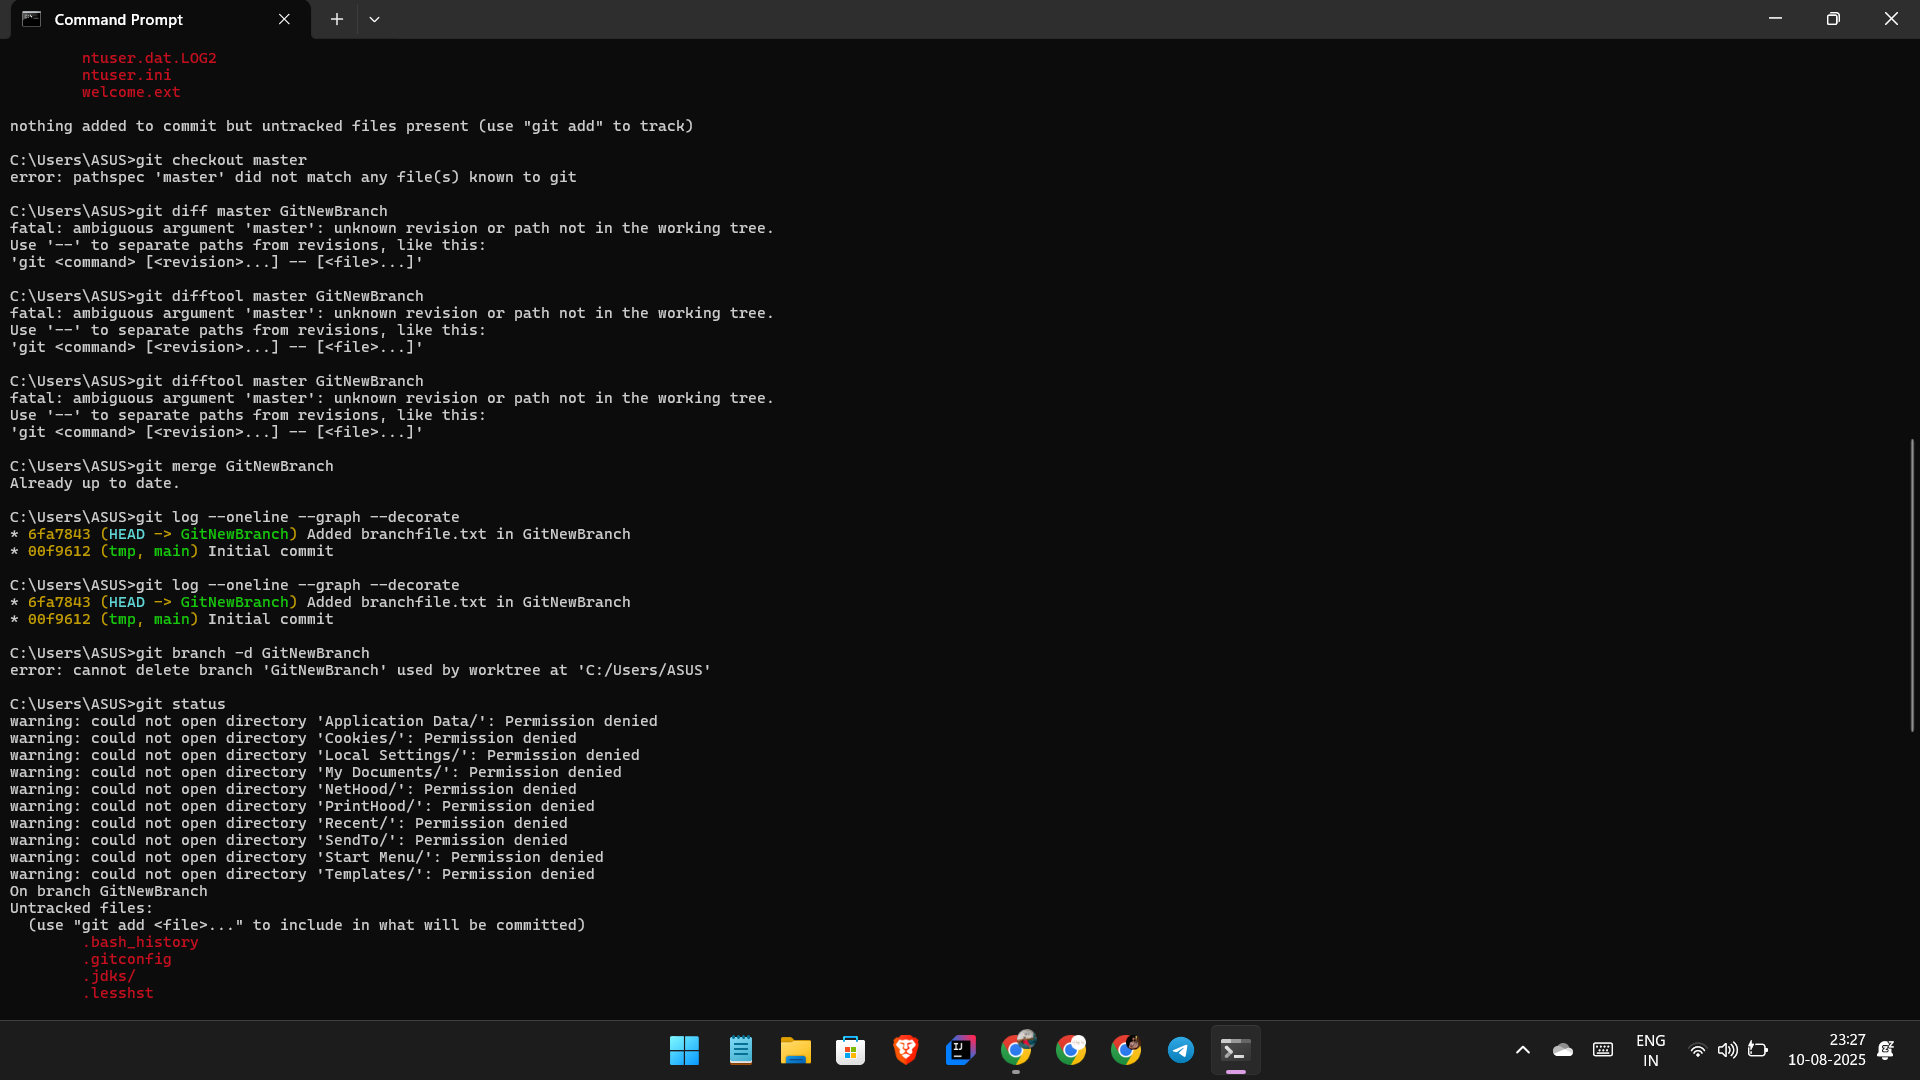 Command Prompt
ntuser.dat.LOG2
ntuser.ini
welcome.ext
nothing added to commit but untracked files present (use "git add" to track)
C:\Users\ASUS>git checkout master
error: pathspec 'master' did not match any file(s) known to git
C:\Users\ASUS>git diff master GitNewBranch
fatal: ambiguous argument 'master': unknown revision or path not in the working tree.
Use '--' to separate paths from revisions, like this:
'git <command> [<revision>...] -- [<file>...]'
C:\Users\ASUS>git difftool master GitNewBranch
fatal: ambiguous argument 'master': unknown revision or path not in the working tree.
Use '--' to separate paths from revisions, like this:
'git <command> [<revision>...] -- [<file>...]'
C:\Users\ASUS>git difftool master GitNewBranch
fatal: ambiguous argument 'master': unknown revision or path not in the working tree.
Use '--' to separate paths from revisions, like this:
'git <command> [<revision>...] -- [<file>...]'
C:\Users\ASUS>git merge GitNewBranch
Already up to date.
C:\Users\ASUS>git log --oneline --graph --decorate
* 6fa7843 (HEAD -> GitNewBranch) Added branchfile.txt in GitNewBranch
* 00f9612 (tmp, main) Initial commit
C:\Users\ASUS>git log --oneline --graph --decorate
* 6fa7843 (HEAD -> GitNewBranch) Added branchfile.txt in GitNewBranch
* 00f9612 (tmp, main) Initial commit
C:\Users\ASUS>git branch -d GitNewBranch
error: cannot delete branch 'GitNewBranch' used by worktree at 'C:/Users/ASUS'
C:\Users\ASUS>git status
warning: could not open directory 'Application Data/': Permission denied
warning: could not open directory 'Cookies/': Permission denied
warning: could not open directory 'Local Settings/': Permission denied
warning: could not open directory 'My Documents/': Permission denied
warning: could not open directory 'NetHood/': Permission denied
warning: could not open directory 'PrintHood/': Permission denied
warning: could not open directory 'Recent/': Permission denied
warning: could not open directory 'SendTo/': Permission denied
warning: could not open directory 'Start Menu/': Permission denied
warning: could not open directory 'Templates/': Permission denied
On branch GitNewBranch
Untracked files:
(use "git add <file>..." to include in what will be committed)
.bash_history
.gitconfig
.jdks/
.lesshst
ENG
IN
23:27
10-08-2025